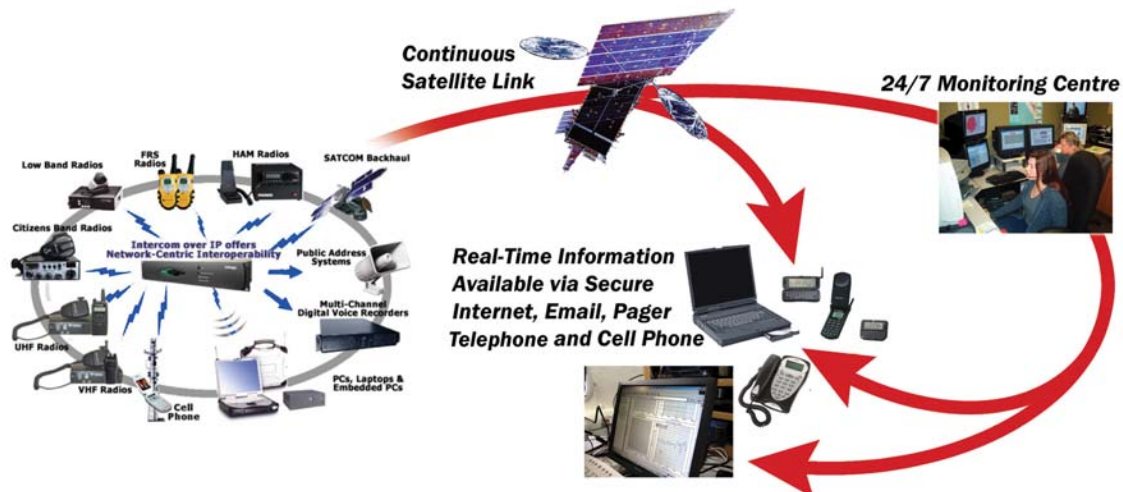 Continuous
Satellite Link
24/7 Monitoring Centre
Low Band Radios
FRS
Radios
HAM Radios
SATCOM Backhaul
Citizens Band Radios
Intercom over IP offers
Network-Centric Interoperability
Public Address
Systems
Multi-Channel
Digital Voice Recorders
UHF Radios
VHF Radios
Cell
Phone
PCs, Laptops &
Embedded PCs
Real-Time Information
Available via Secure
Internet, Email, Pager
Telephone and Cell Phone